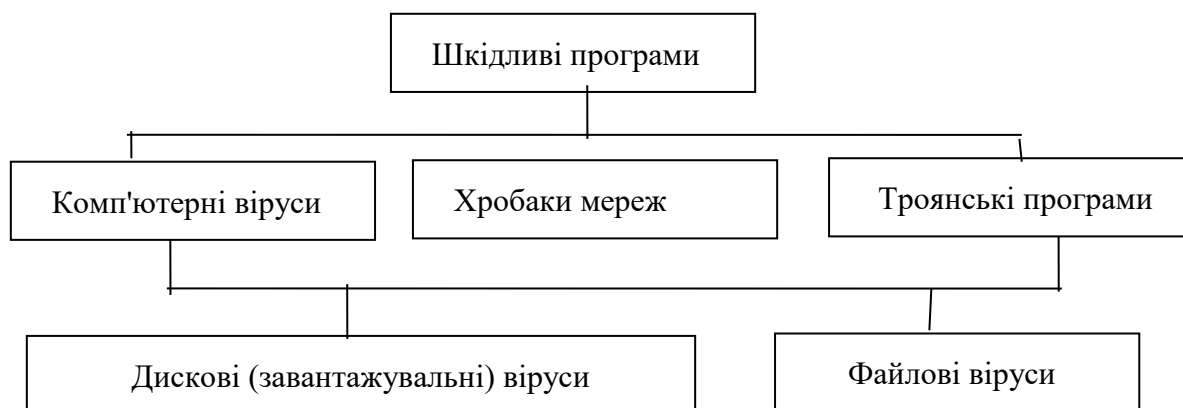 Шкідливі програми
Комп'ютерні віруси
Хробаки мереж
Троянські програми
Дискові (завантажувальні) віруси
Файлові віруси